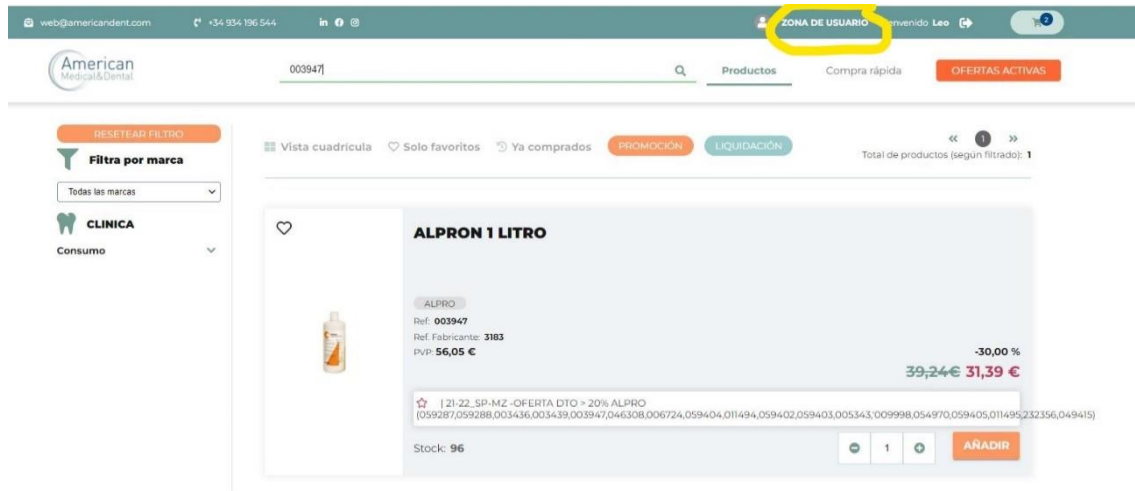 web@americandent.com +34 934 196 544 ZONA DE USUARIO envenido Leo 2
American
Medical&Dental
003947 Productos Compra rápida OFERTAS ACTIVAS
RESETEAR FILTRO
Filtra por marca
Todas las marcas
CLINICA
Consumo
Vista cuadrícula Solo favoritos Ya comprados PROMOCIÓN LIQUIDACIÓN
« 1 »
Total de productos (según filtrado): 1
ALPRON 1 LITRO
ALPRO
Ref: 003947
Ref. Fabricante: 3183
PVP: 56,05 €
-30,00 %
39,24€ 31,39 €
| 21-22_SP-MZ -OFERTA DTO > 20% ALPRO
(059287,059288,003436,003439,003947,046308,006724,059404,011494,059402,059403,005343,'009998,054970,059405,011495,232356,049415)
Stock: 96
1 AÑADIR